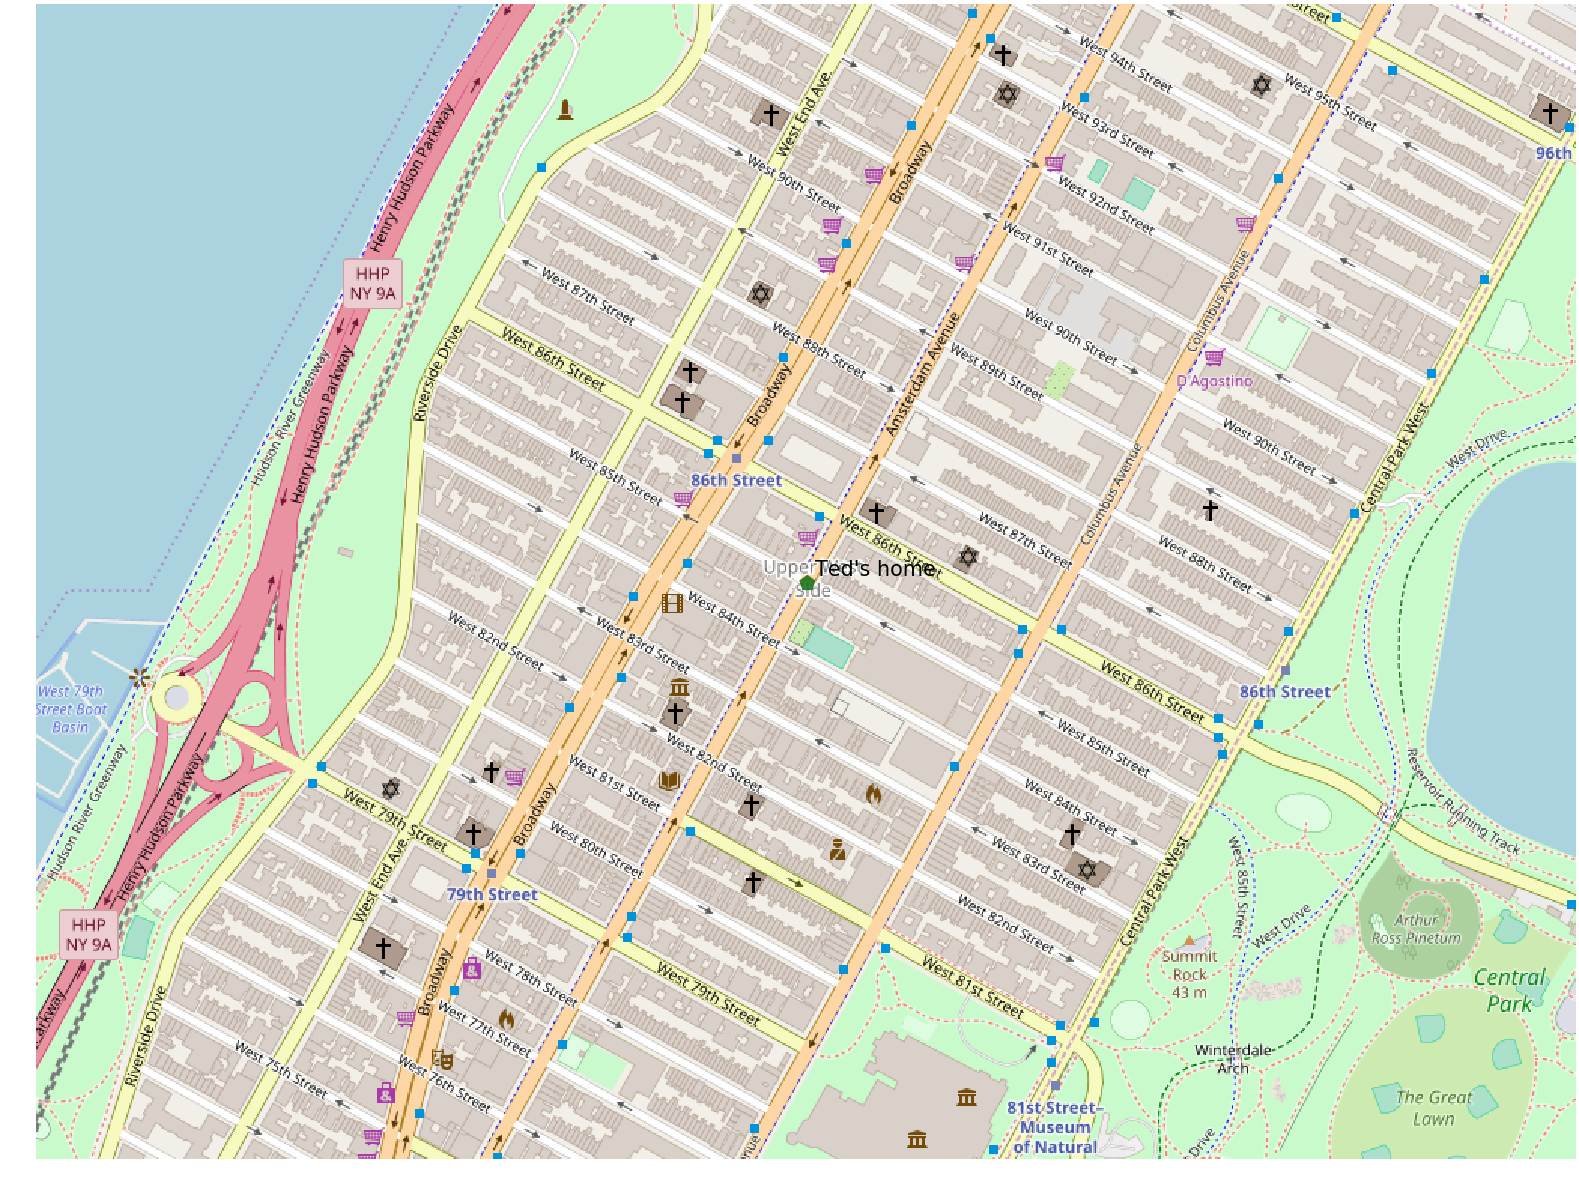 Street
West 94th Street
West 95th Street
96th
West End Ave.
West 93rd Street
Henry Hudson Parkway
Broadway
West 90th Street
West 92nd Street
West 91st Street
HHP
NY 9A
West 87th Street
Columbus Avenue
West 88th Street
West 90th Street
Riverside Drive
West 86th Street
Amsterdam Avenue
West 89th Street
D'Agostino
Hudson River Greenway
Henry Hudson Parkway
Broadway
Central Park West
West 90th Street
West Drive
West 85th Street
86th Street
Columbus Avenue
West 86th Street
West 87th Street
West 88th Street
Upper West
Side
Ted's home
West 84th Street
West 82nd Street
West 83rd Street
West 86th Street
86th Street
West 79th
Street Boat
Basin
West 85th Street
West 82nd Street
West 81st Street
Hudson River Greenway
Henry Hudson Parkway
West 79th Street
Broadway
West 80th Street
West 84th Street
West 83rd Street
Reservoir Running Track
West End Ave.
79th Street
Central Park West
West 85th Street
West Drive
West 82nd Street
Arthur
Ross Pinetum
HHP
NY 9A
West 78th Street
West 79th Street
West 81st Street
Summit
Rock
43 m
Central
Park
Parkway
Riverside Drive
Broadway
West 77th Street
West 75th Street
West 76th Street
Winterdale
Arch
81st Street–
Museum
of Natural
The Great
Lawn
Drive